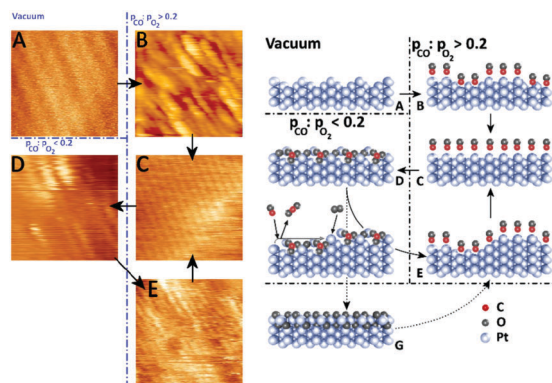 Vacuum
pCO: pO2 > 0.2
A
B
pCO: pO2 < 0.2
D
C
E
Vacuum
pCO: pO2 > 0.2
A
B
pCO: pO2 < 0.2
D
C
E
G
C
O
Pt